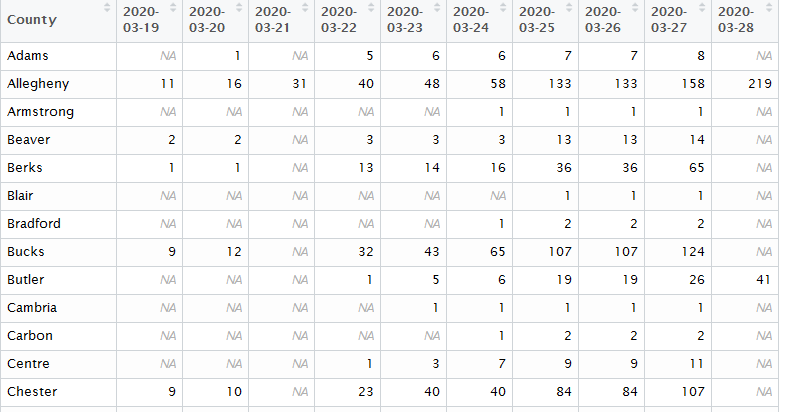 County 2020-03-19 2020-03-20 2020-03-21 2020-03-22 2020-03-23 2020-03-24 2020-03-25 2020-03-26 2020-03-27 2020-03-28
Adams NA 1 NA 5 6 6 7 7 8 NA
Allegheny 11 16 31 40 48 58 133 133 158 219
Armstrong NA NA NA NA NA 1 1 1 1 NA
Beaver 2 2 NA 3 3 3 13 13 14 NA
Berks 1 1 NA 13 14 16 36 36 65 NA
Blair NA NA NA NA NA NA 1 1 1 NA
Bradford NA NA NA NA NA 1 2 2 2 NA
Bucks 9 12 NA 32 43 65 107 107 124 NA
Butler NA NA NA 1 5 6 19 19 26 41
Cambria NA NA NA NA 1 1 1 1 1 NA
Carbon NA NA NA NA NA 1 2 2 2 NA
Centre NA NA NA 1 3 7 9 9 11 NA
Chester 9 10 NA 23 40 40 84 84 107 NA